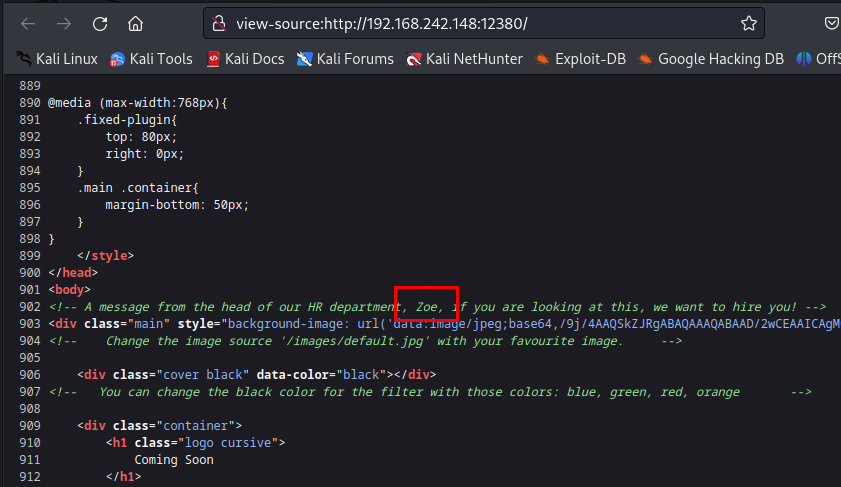 view-source:http://192.168.242.148:12380/
Kali Linux Kali Tools Kali Docs Kali Forums Kali NetHunter Exploit-DB Google Hacking DB OffS
889
890 @media (max-width:768px){
891 .fixed-plugin{
892 top: 80px;
893 right: 0px;
894 }
895 .main .container{
896 margin-bottom: 50px;
897 }
898 }
899 </style>
900 </head>
901 <body>
902 <!-- A message from the head of our HR department, Zoe, if you are looking at this, we want to hire you! -->
903 <div class="main" style="background-image: url('data:image/jpeg;base64,/9j/4AAQSkZJRgABAQAAAQABAAD/2wCEAAICAgM
904 <!-- Change the image source '/images/default.jpg' with your favourite image. -->
905
906 <div class="cover black" data-color="black"></div>
907 <!-- You can change the black color for the filter with those colors: blue, green, red, orange -->
908
909 <div class="container">
910 <h1 class="logo cursive">
911 Coming Soon
912 </h1>